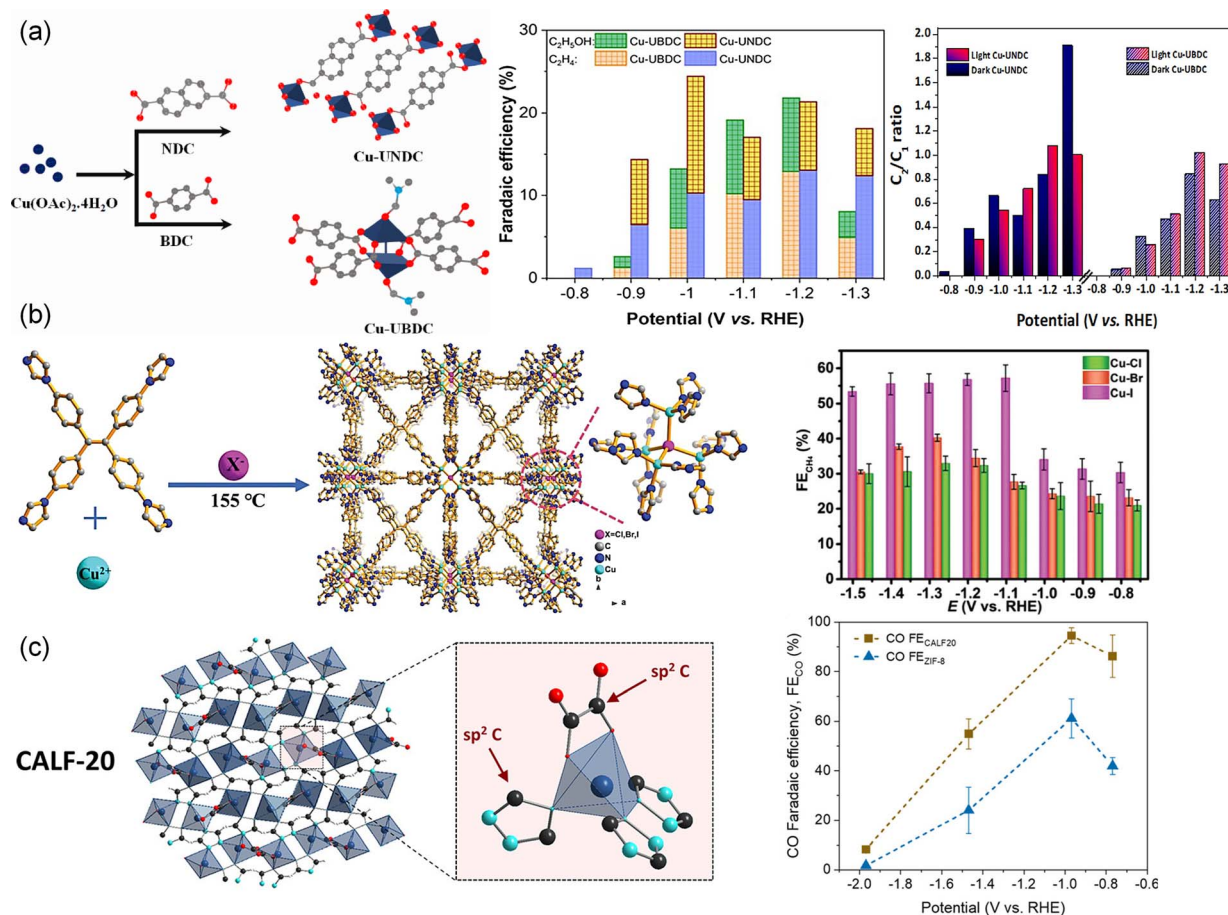 (a)
NDC
Cu(OAc)2.4H2O
BDC
Cu-UNDC
Cu-UBDC
C2H5OH: Cu-UBDC Cu-UNDC
C2H4: Cu-UBDC Cu-UNDC
Faradaic efficiency (%)
30
20
10
0
-0.8 -0.9 -1 -1.1 -1.2 -1.3
Potential (V vs. RHE)
Light Cu-UNDC
Dark Cu-UNDC
Light Cu-UBDC
Dark Cu-UBDC
C2/C1 ratio
2.0
1.8
1.6
1.4
1.2
1.0
0.8
0.6
0.4
0.2
0.0
-0.8 -0.9 -1.0 -1.1 -1.2 -1.3 -0.8 -0.9 -1.0 -1.1 -1.2 -1.3
Potential (V vs. RHE)
(b)
X-
155 °C
Cu2+
X=Cl,Br,I
C
N
Cu
b
a
Cu-Cl
Cu-Br
Cu-I
FECH4 (%)
60
50
40
30
20
10
0
-1.5 -1.4 -1.3 -1.2 -1.1 -1.0 -0.9 -0.8
E (V vs. RHE)
(c)
CALF-20
sp2 C
sp2 C
CO FECALF20
CO FEZIF-8
CO Faradaic efficiency, FECO (%)
100
80
60
40
20
0
-2.0 -1.8 -1.6 -1.4 -1.2 -1.0 -0.8 -0.6
Potential (V vs. RHE)